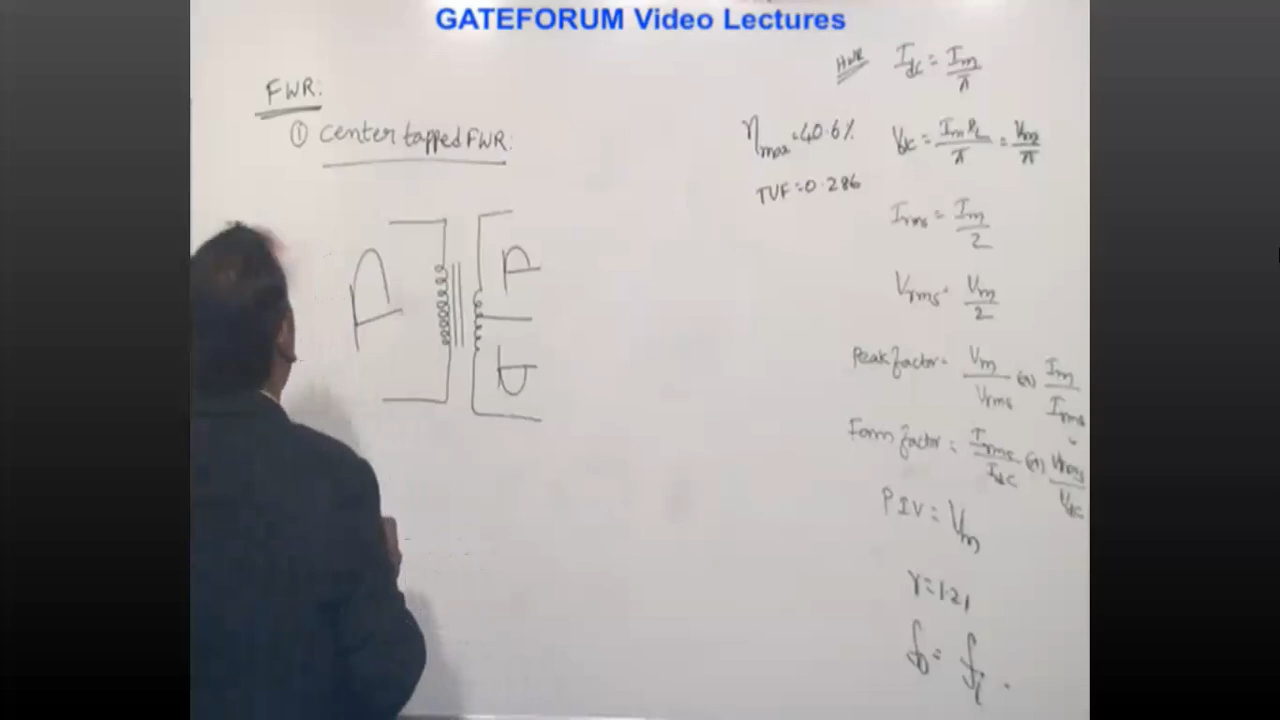 GATEFORUM Video Lectures
FWR:
① center tapped FWR:
HWR
Idc = Im/π
ηmax = 40.6%
Vdc = ImRL/π = Vm/π
TUF = 0.286
Irms = Im/2
Vrms = Vm/2
Peak factor = Vm/Vrms (or) Im/Irms
Form factor = Irms/Idc (or) Vrms/Vdc
PIV = Vm
γ = 1.21
f0 = fi